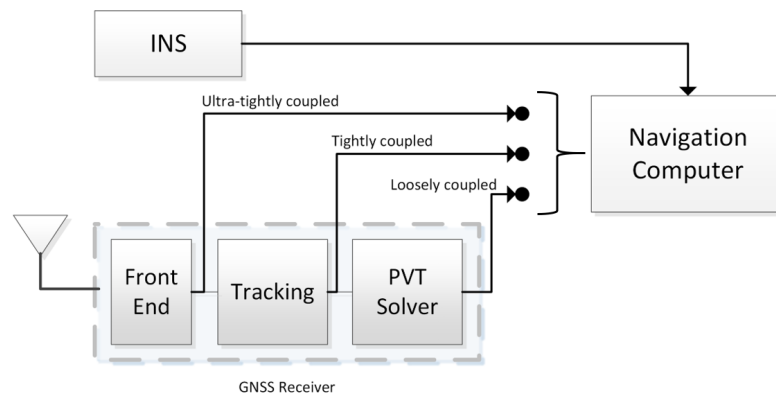 INS
Ultra-tightly coupled
Tightly coupled
Loosely coupled
Navigation
Computer
Front
End
Tracking
PVT
Solver
GNSS Receiver